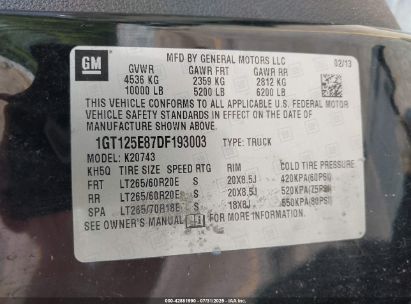 GM
MFD BY GENERAL MOTORS LLC
02/13
GVWR GAWR FRT GAWR RR
4536 KG 2359 KG 2812 KG
10000 LB 5200 LB 6200 LB
THIS VEHICLE CONFORMS TO ALL APPLICABLE U.S. FEDERAL
MOTOR VEHICLE SAFETY STANDARDS IN EFFECT ON THE DATE
OF MANUFACTURE SHOWN ABOVE.
1GT125E87DF193003 TYPE: TRUCK
MODEL: K20743
KH5Q TIRE SIZE SPEED RTG RIM COLD TIRE PRESSURE
FRT LT265/60R20E S 20X8.5J 420KPA(60PSI)
RR LT265/60R20E S 20X8.5J 520KPA(75PSI)
SPA LT265/70R18E S 18X8J 550KPA(80PSI)
SEE OWNER'S MANUAL FOR ADDITIONAL INFORMATION.